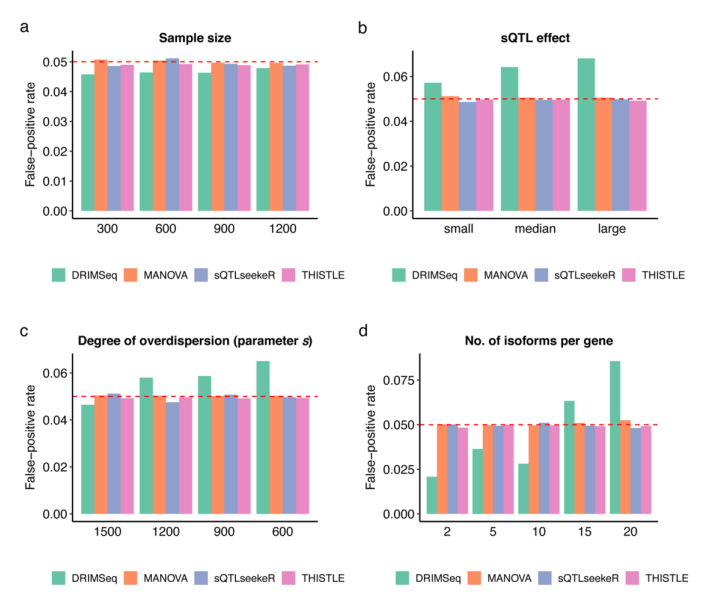 a
Sample size
False−positive rate
0.05
0.04
0.03
0.02
0.01
0.00
300 600 900 1200
DRIMSeq MANOVA sQTLseekeR THISTLE
b
sQTL effect
False−positive rate
0.06
0.04
0.02
0.00
small median large
DRIMSeq MANOVA sQTLseekeR THISTLE
c
Degree of overdispersion (parameter s)
False−positive rate
0.06
0.04
0.02
0.00
1500 1200 900 600
DRIMSeq MANOVA sQTLseekeR THISTLE
d
No. of isoforms per gene
False−positive rate
0.075
0.050
0.025
0.000
2 5 10 15 20
DRIMSeq MANOVA sQTLseekeR THISTLE